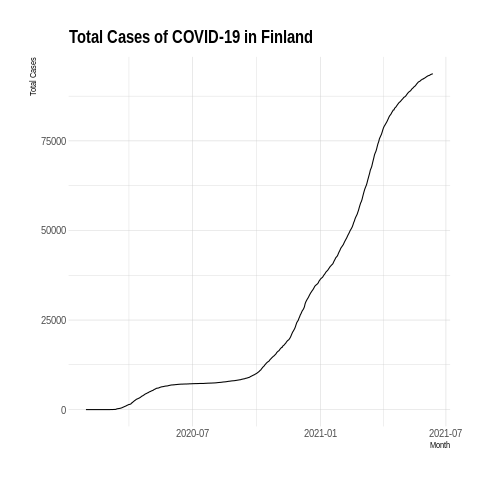 Total Cases of COVID-19 in Finland
Total Cases
75000
50000
25000
0
2020-07
2021-01
2021-07
Month